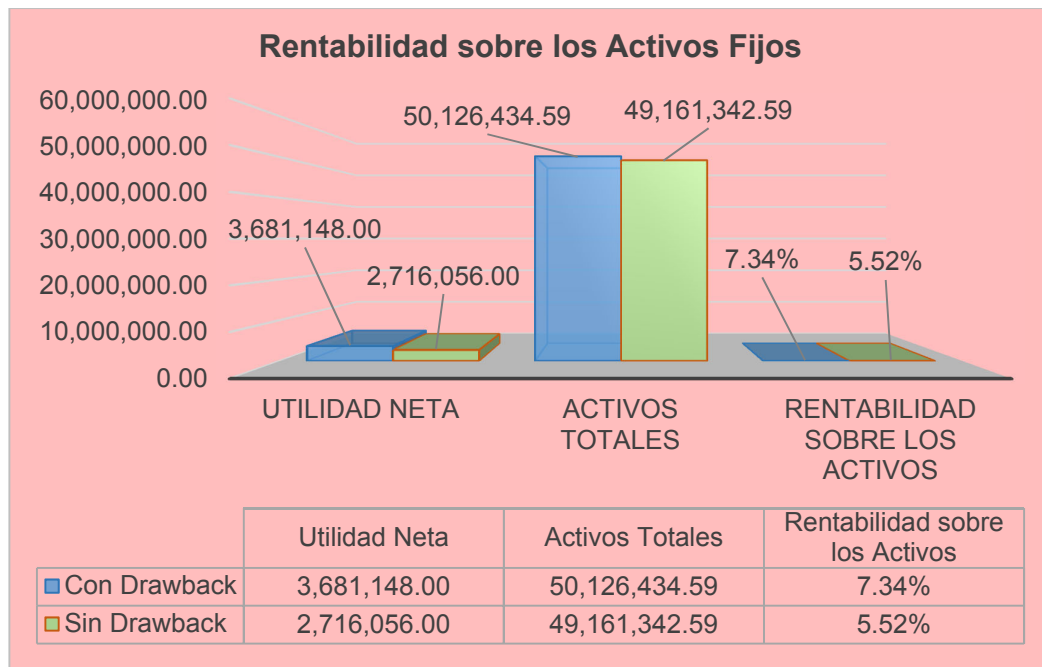 Rentabilidad sobre los Activos Fijos
60,000,000.00
50,000,000.00
40,000,000.00
30,000,000.00
20,000,000.00
10,000,000.00
0.00
3,681,148.00
2,716,056.00
50,126,434.59
49,161,342.59
7.34%
5.52%
UTILIDAD NETA
ACTIVOS
TOTALES
RENTABILIDAD
SOBRE LOS
ACTIVOS
Utilidad Neta
Activos Totales
Rentabilidad sobre
los Activos
Con Drawback 3,681,148.00 50,126,434.59 7.34%
Sin Drawback 2,716,056.00 49,161,342.59 5.52%